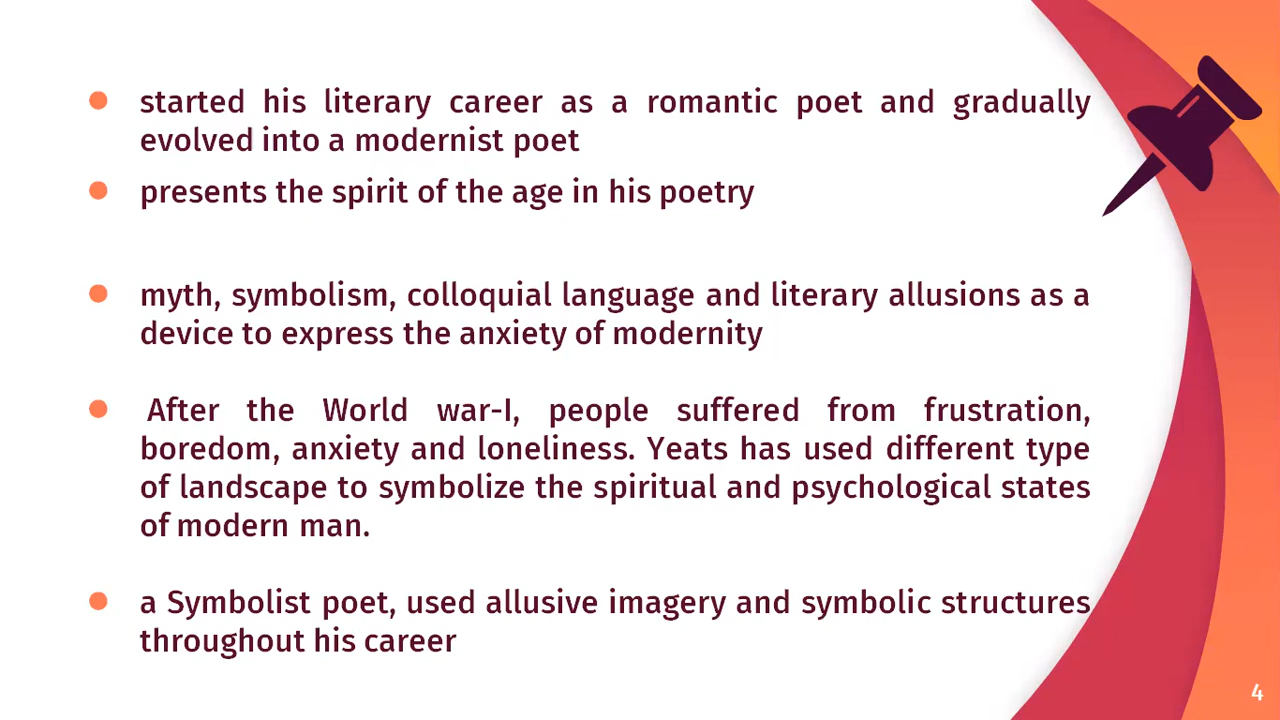 started his literary career as a romantic poet and gradually
evolved into a modernist poet
presents the spirit of the age in his poetry
myth, symbolism, colloquial language and literary allusions as a
device to express the anxiety of modernity
After the World war-I, people suffered from frustration,
boredom, anxiety and loneliness. Yeats has used different type
of landscape to symbolize the spiritual and psychological states
of modern man.
a Symbolist poet, used allusive imagery and symbolic structures
throughout his career
4